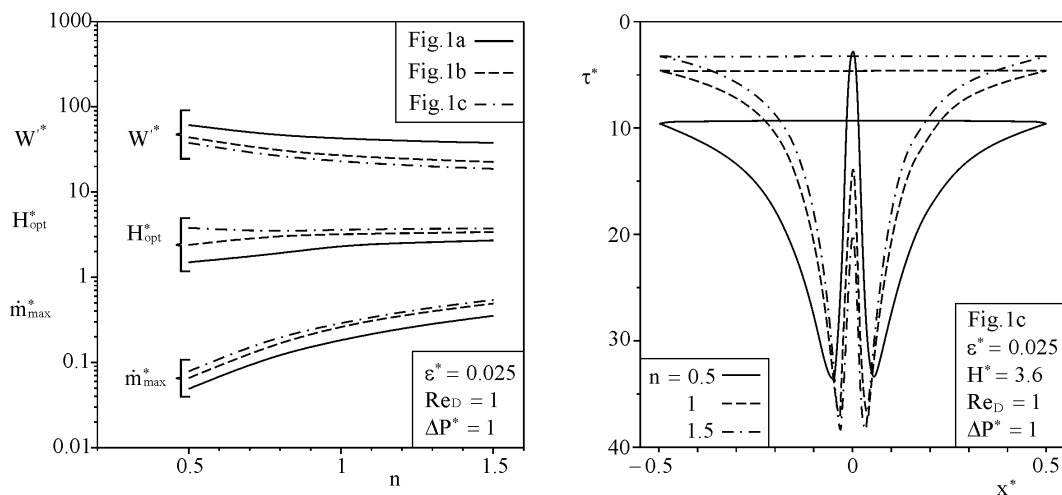 1000
100
10
1
0.1
0.01
W'*
H*opt
ṁ*max
W'*
H*opt
ṁ*max
Fig.1a
Fig.1b
Fig.1c
ε* = 0.025
ReD = 1
ΔP* = 1
0.5
1
1.5
n
0
10
20
30
40
τ*
n = 0.5
1
1.5
Fig.1c
ε* = 0.025
H* = 3.6
ReD = 1
ΔP* = 1
−0.5
0
0.5
x*